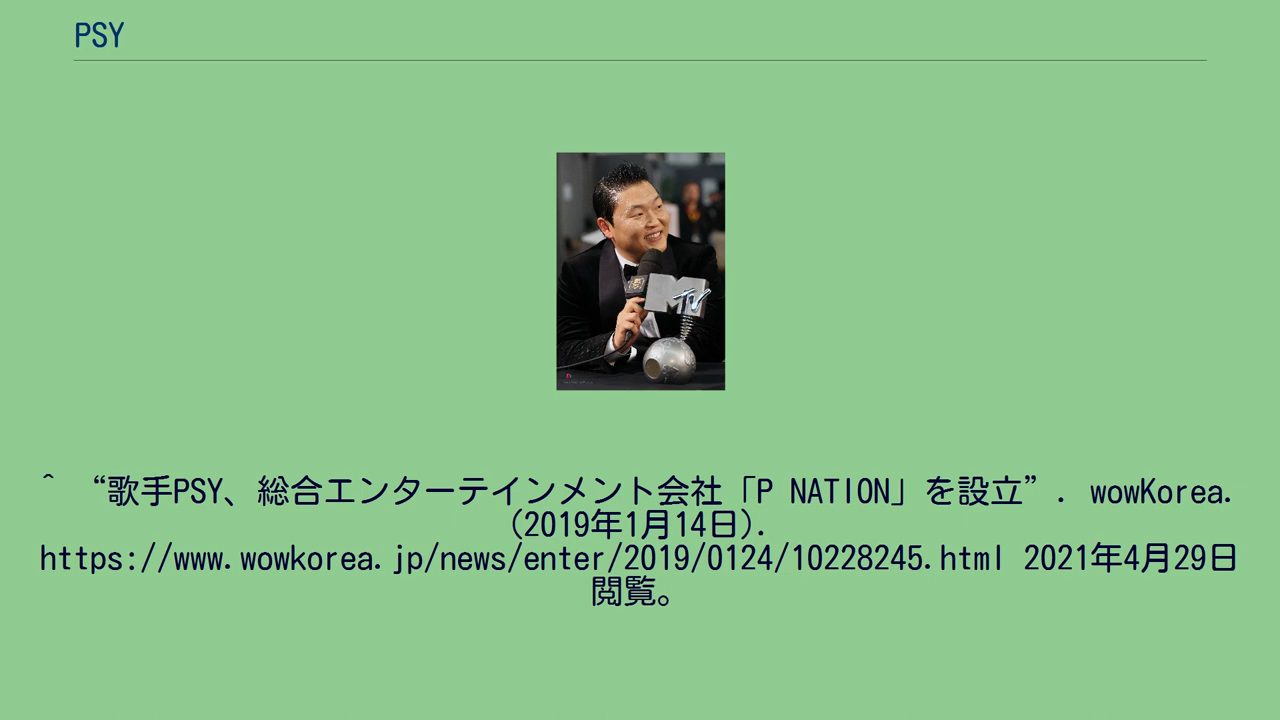 PSY
MTV
^ “歌手PSY、総合エンターテインメント会社「P NATION」を設立”. wowKorea.
(2019年1月14日).
https://www.wowkorea.jp/news/enter/2019/0124/10228245.html 2021年4月29日
閲覧。